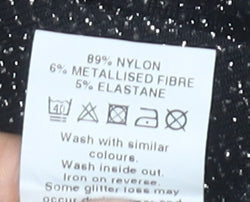 89% NYLON
6% METALLISED FIBRE
5% ELASTANE
40
Wash with similar
colours.
Wash inside out.
Iron on reverse.
Some glitter loss may
occur